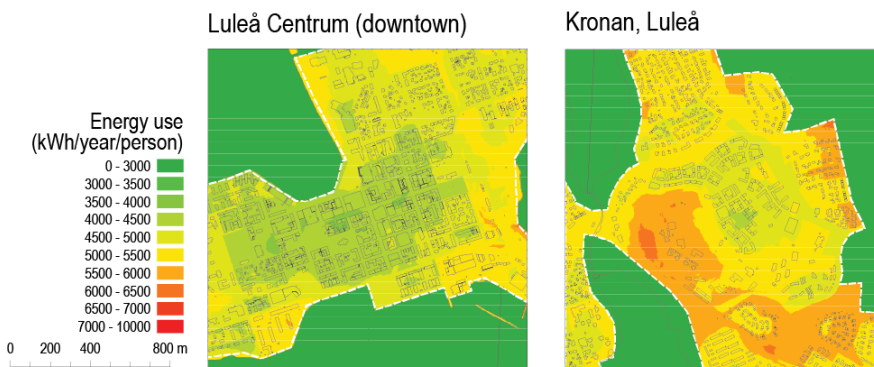 Luleå Centrum (downtown)
Kronan, Luleå
Energy use
(kWh/year/person)
0 - 3000
3000 - 3500
3500 - 4000
4000 - 4500
4500 - 5000
5000 - 5500
5500 - 6000
6000 - 6500
6500 - 7000
7000 - 10000
0 200 400 800 m